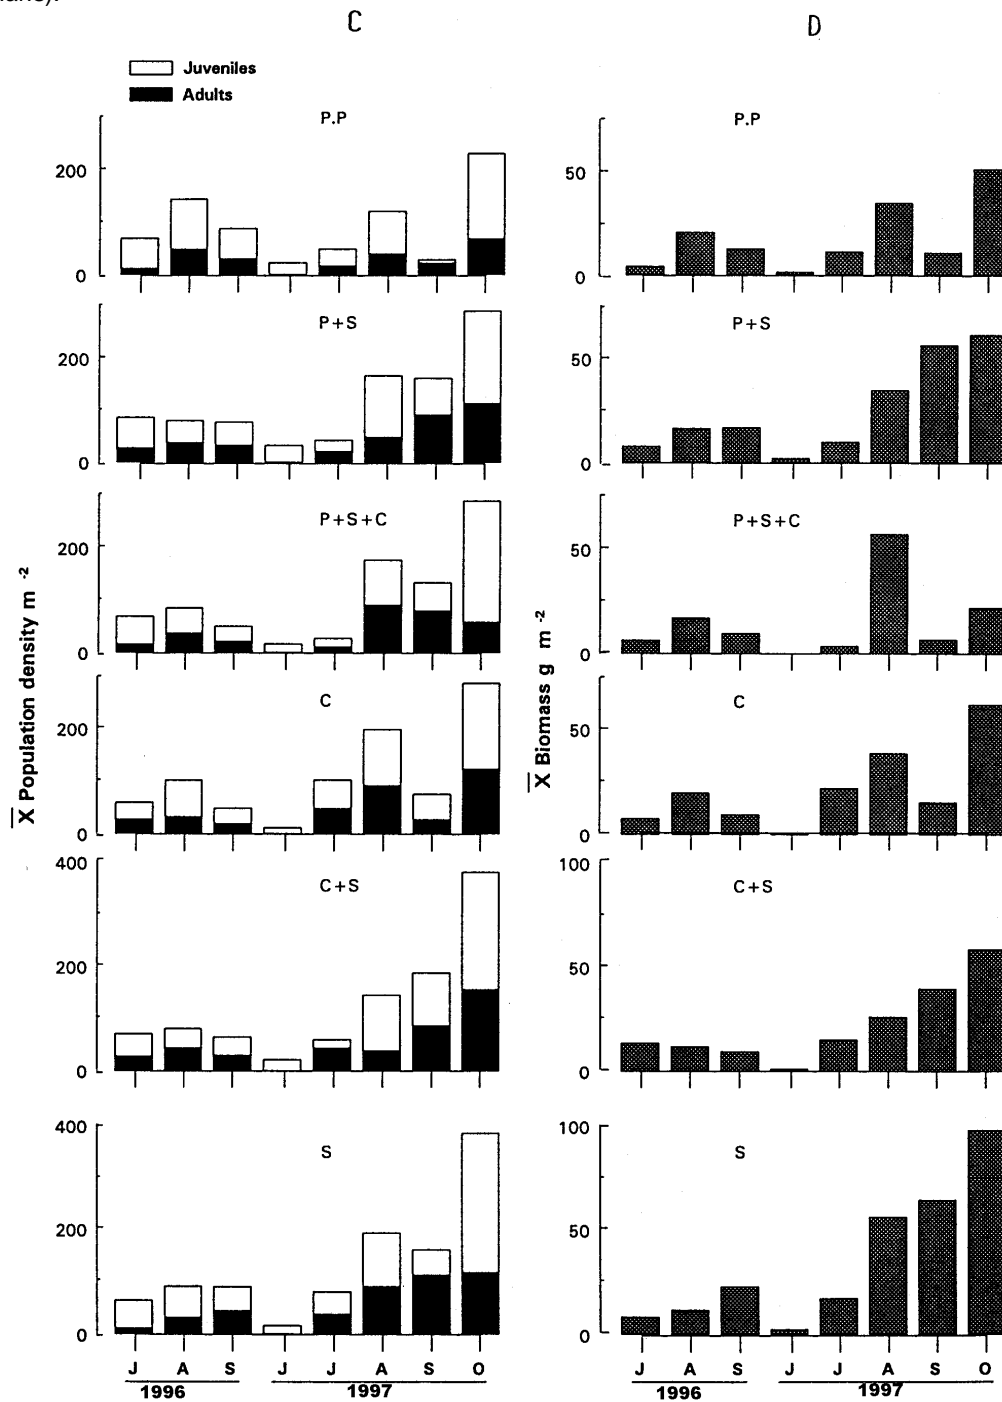 C
D
Juveniles
Adults
P.P
200
0
P+S
200
0
P+S+C
200
0
C
200
0
C+S
400
200
0
S
400
200
0
J A S J A S O
1996 1997
X̅ Population density m -2
P.P
50
0
P+S
50
0
P+S+C
50
0
C
50
0
C+S
100
50
0
S
100
50
0
J A S J J A S O
1996 1997
X̅ Biomass g m -2